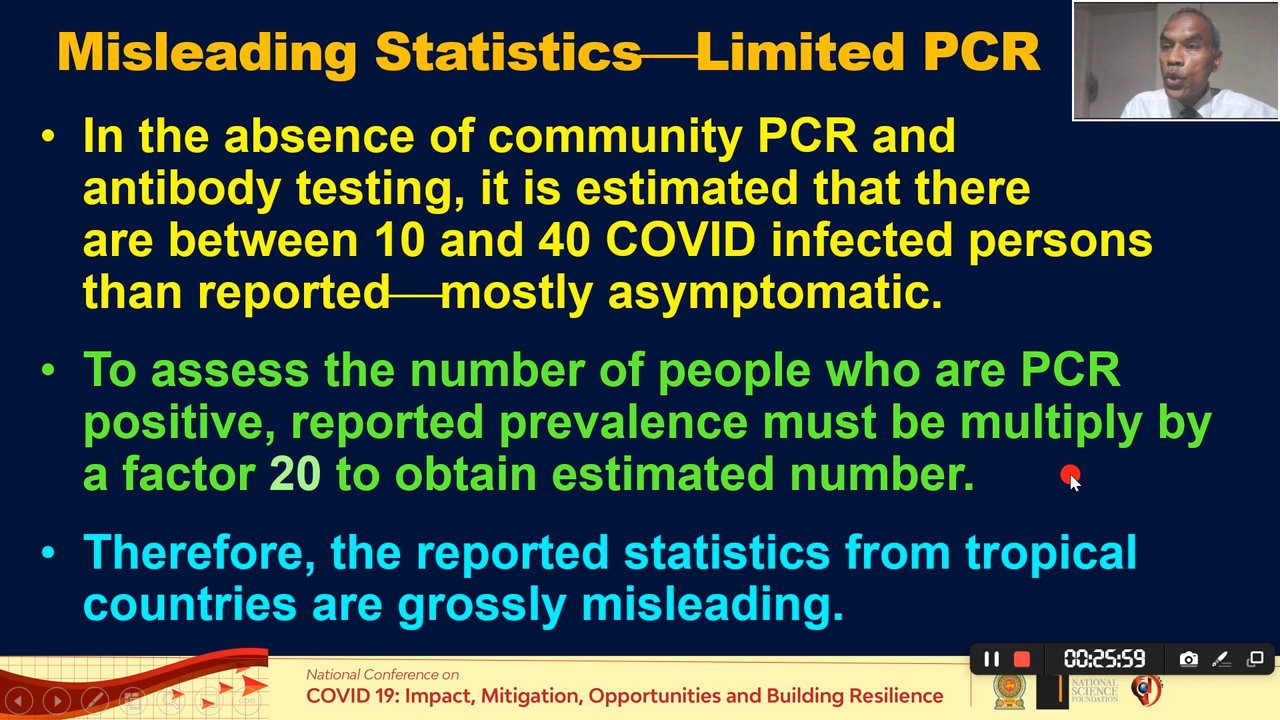 Misleading Statistics—Limited PCR
• In the absence of community PCR and
antibody testing, it is estimated that there
are between 10 and 40 COVID infected persons
than reported—mostly asymptomatic.
• To assess the number of people who are PCR
positive, reported prevalence must be multiply by
a factor 20 to obtain estimated number.
• Therefore, the reported statistics from tropical
countries are grossly misleading.
00:25:59
National Conference on
COVID 19: Impact, Mitigation, Opportunities and Building Resilience
NATIONAL
SCIENCE
FOUNDATION